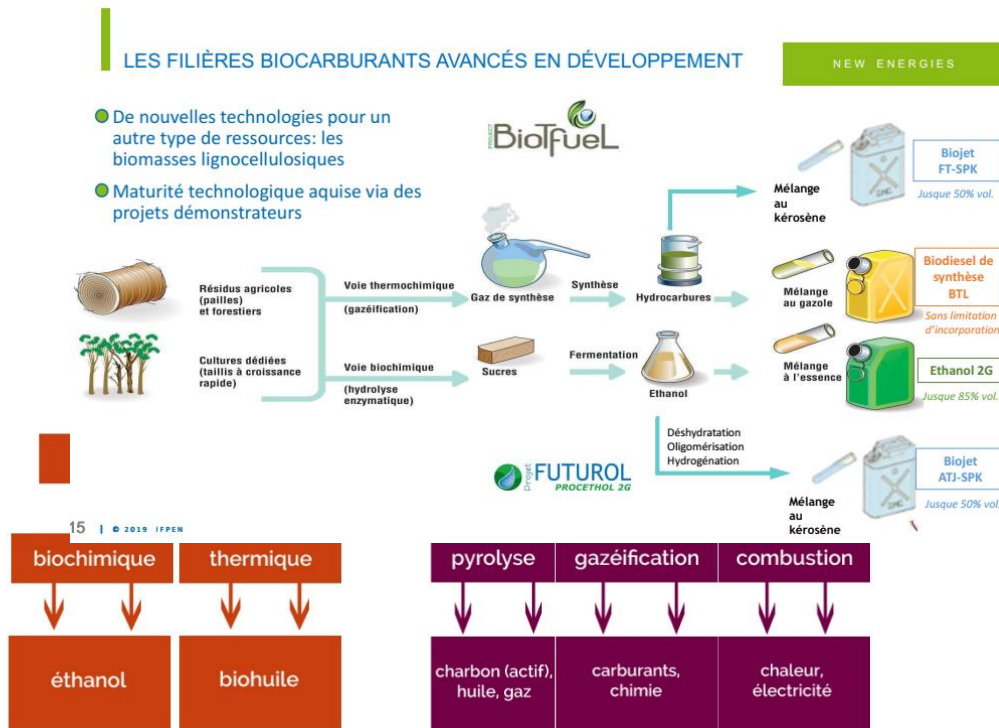 LES FILIÈRES BIOCARBURANTS AVANCÉS EN DÉVELOPPEMENT
NEW ENERGIES
De nouvelles technologies pour un
autre type de ressources: les
biomasses lignocellulosiques
Maturité technologique aquise via des
projets démonstrateurs
PROJECT
BioTfueL
Mélange
au
kérosène
Biojet
FT-SPK
Jusque 50% vol.
Résidus agricoles
(pailles)
et forestiers
Voie thermochimique
(gazéification)
Gaz de synthèse
Synthèse
Hydrocarbures
Mélange
au gazole
Biodiesel de
synthèse
BTL
Sans limitation
d'incorporation
Cultures dédiées
(taillis à croissance
rapide)
Voie biochimique
(hydrolyse
enzymatique)
Sucres
Fermentation
Ethanol
Mélange
à l'essence
Ethanol 2G
Jusque 85% vol.
Déshydratation
Oligomérisation
Hydrogénation
Projet
FUTUROL
PROCETHOL 2G
Mélange
au
kérosène
Biojet
ATJ-SPK
Jusque 50% vol.
15 | © 2019 IFPEN
biochimique
thermique
pyrolyse
gazéification
combustion
éthanol
biohuile
charbon (actif),
huile, gaz
carburants,
chimie
chaleur,
électricité